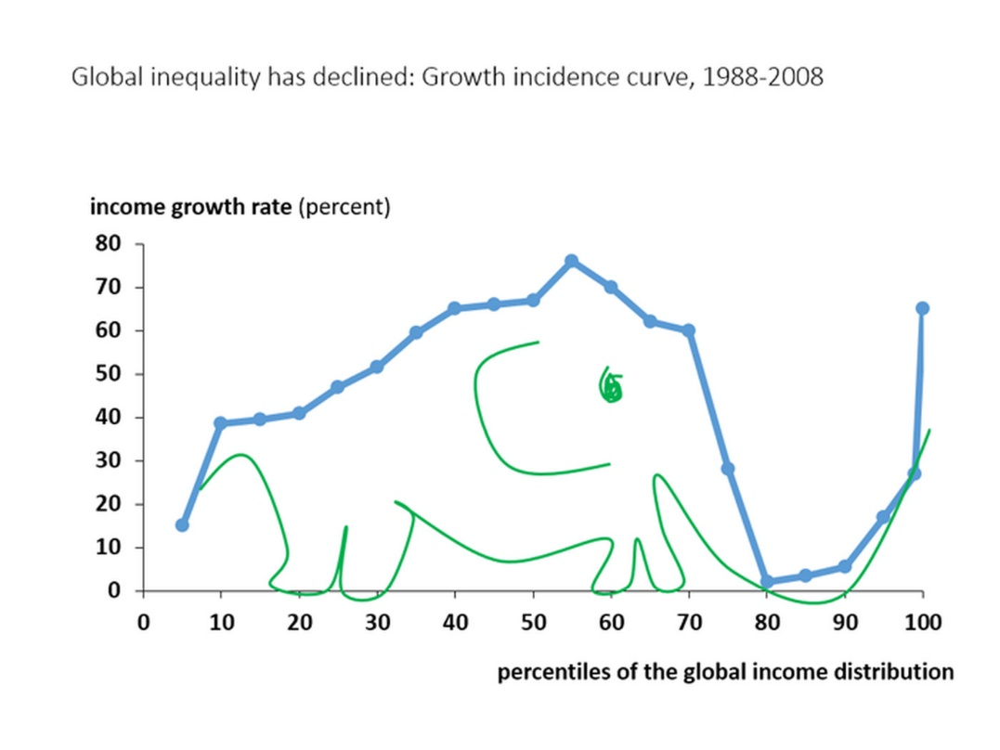 Global inequality has declined: Growth incidence curve, 1988-2008
income growth rate (percent)
80
70
60
50
40
30
20
10
0
0 10 20 30 40 50 60 70 80 90 100
percentiles of the global income distribution